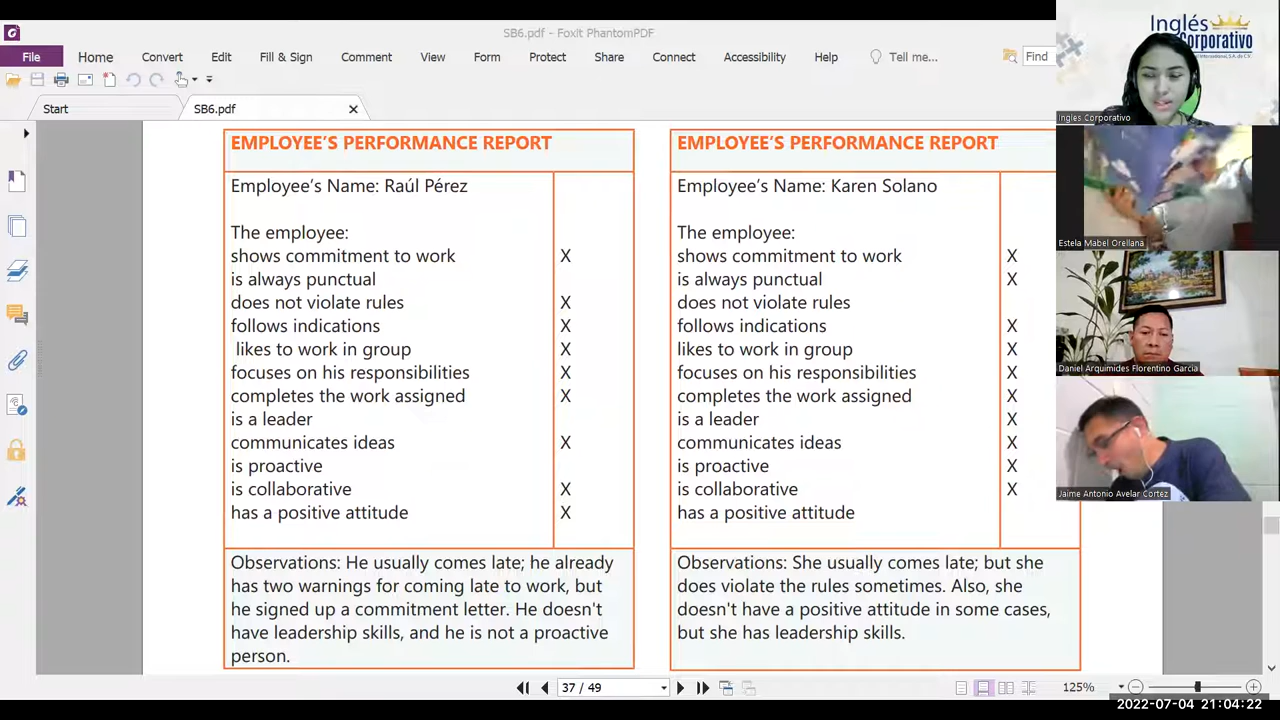 SB6.pdf - Foxit PhantomPDF
File Home Convert Edit Fill & Sign Comment View Form Protect Share Connect Accessibility Help Tell me... Find
Start SB6.pdf
EMPLOYEE'S PERFORMANCE REPORT
Employee's Name: Raúl Pérez
The employee:
shows commitment to work X
is always punctual
does not violate rules X
follows indications X
likes to work in group X
focuses on his responsibilities X
completes the work assigned X
is a leader
communicates ideas X
is proactive
is collaborative X
has a positive attitude X
Observations: He usually comes late; he already
has two warnings for coming late to work, but
he signed up a commitment letter. He doesn't
have leadership skills, and he is not a proactive
person.
EMPLOYEE'S PERFORMANCE REPORT
Employee's Name: Karen Solano
The employee:
shows commitment to work X
is always punctual X
does not violate rules
follows indications X
likes to work in group X
focuses on his responsibilities X
completes the work assigned X
is a leader X
communicates ideas X
is proactive X
is collaborative X
has a positive attitude
Observations: She usually comes late; but she
does violate the rules sometimes. Also, she
doesn't have a positive attitude in some cases,
but she has leadership skills.
Inglés
Corporativo
Ingles Corporativo
Estela Mabel Orellana
Daniel Arquimides Florentino Garcia
Jaime Antonio Avelar Cortez
37 / 49
125%
2022-07-04 21:04:22